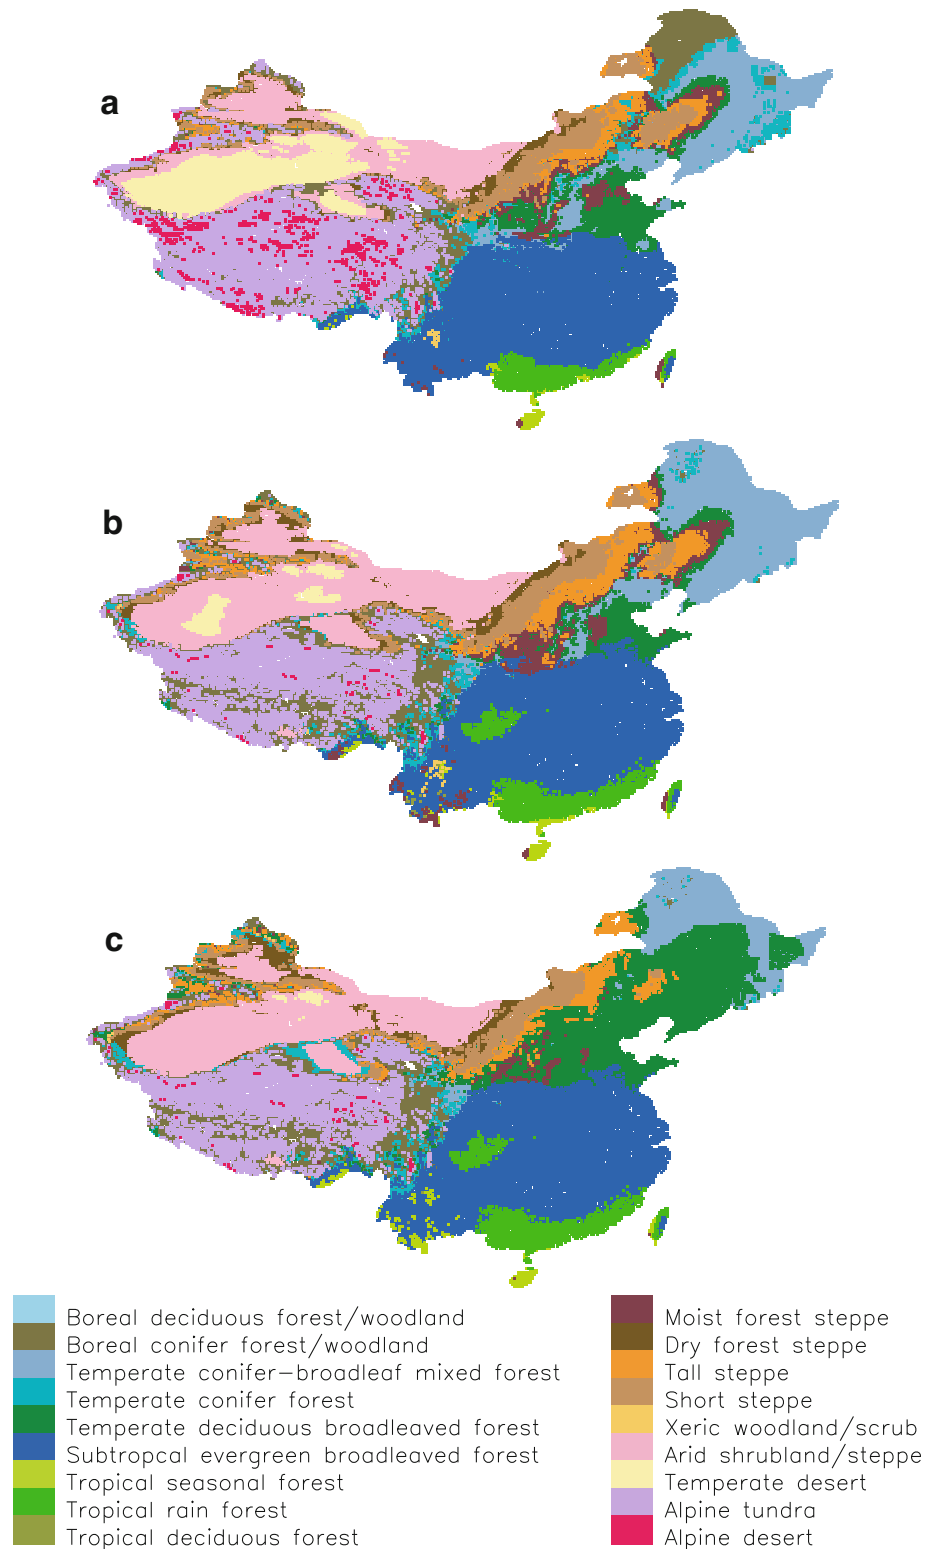 a
b
c
Boreal deciduous forest/woodland
Boreal conifer forest/woodland
Temperate conifer-broadleaf mixed forest
Temperate conifer forest
Temperate deciduous broadleaved forest
Subtropcal evergreen broadleaved forest
Tropical seasonal forest
Tropical rain forest
Tropical deciduous forest
Moist forest steppe
Dry forest steppe
Tall steppe
Short steppe
Xeric woodland/scrub
Arid shrubland/steppe
Temperate desert
Alpine tundra
Alpine desert